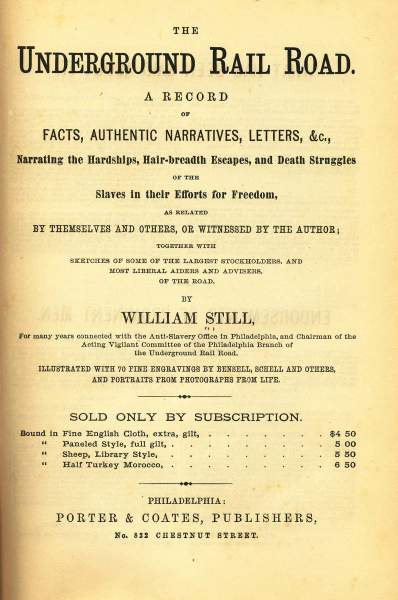 THE
UNDERGROUND RAIL ROAD.
A RECORD
OF
FACTS, AUTHENTIC NARRATIVES, LETTERS, &c.,
Narrating the Hardships, Hair-breadth Escapes, and Death Struggles
OF THE
Slaves in their Efforts for Freedom,
AS RELATED
BY THEMSELVES AND OTHERS, OR WITNESSED BY THE AUTHOR;
TOGETHER WITH
SKETCHES OF SOME OF THE LARGEST STOCKHOLDERS, AND
MOST LIBERAL AIDERS AND ADVISERS,
OF THE ROAD.
BY
WILLIAM STILL,
For many years connected with the Anti-Slavery Office in Philadelphia, and Chairman of the
Acting Vigilant Committee of the Philadelphia Branch of
the Underground Rail Road.
ILLUSTRATED WITH 70 FINE ENGRAVINGS BY BENSELL, SCHELL AND OTHERS,
AND PORTRAITS FROM PHOTOGRAPHS FROM LIFE.
SOLD ONLY BY SUBSCRIPTION.
Bound in Fine English Cloth, extra, gilt, . . . . . . . . $4 50
" Paneled Style, full gilt, . . . . . . . . . 5 00
" Sheep, Library Style, . . . . . . . . . 5 50
" Half Turkey Morocco, . . . . . . . . . 6 50
PHILADELPHIA:
PORTER & COATES, PUBLISHERS,
No. 822 CHESTNUT STREET.